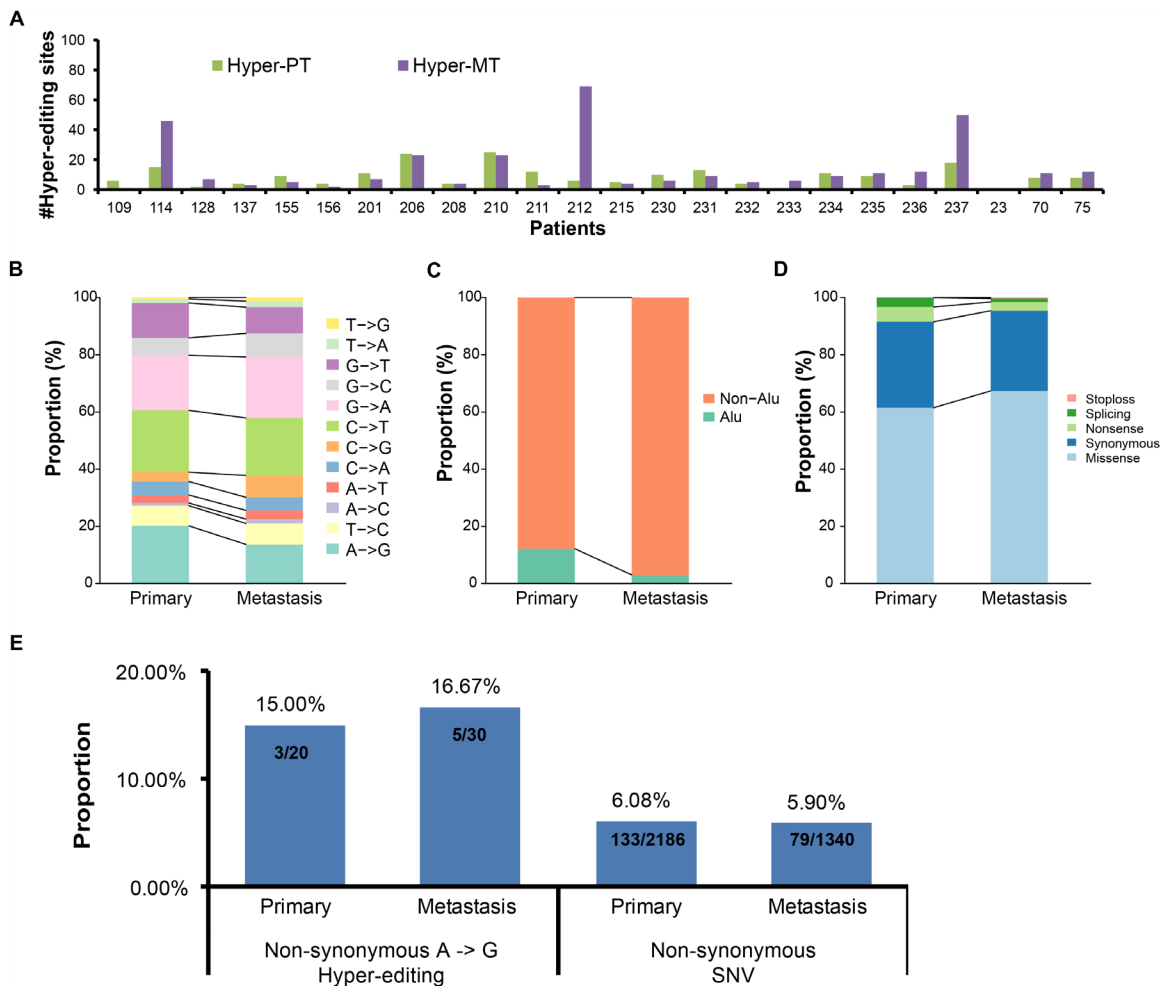 A
#Hyper-editing sites
100
80
60
40
20
0
Hyper-PT
Hyper-MT
109 114 128 137 155 156 201 206 208 210 211 212 215 230 231 232 233 234 235 236 237 23 70 75
Patients
B
Proportion (%)
100
80
60
40
20
0
Primary Metastasis
T->G
T->A
G->T
G->C
G->A
C->T
C->G
C->A
A->T
A->C
T->C
A->G
C
Proportion (%)
100
80
60
40
20
0
Primary Metastasis
Non-Alu
Alu
D
Proportion (%)
100
80
60
40
20
0
Primary Metastasis
Stoploss
Splicing
Nonsense
Synonymous
Missense
E
Proportion
20.00%
10.00%
0.00%
15.00%
3/20
16.67%
5/30
6.08%
133/2186
5.90%
79/1340
Primary Metastasis Primary Metastasis
Non-synonymous A -> G
Hyper-editing
Non-synonymous
SNV